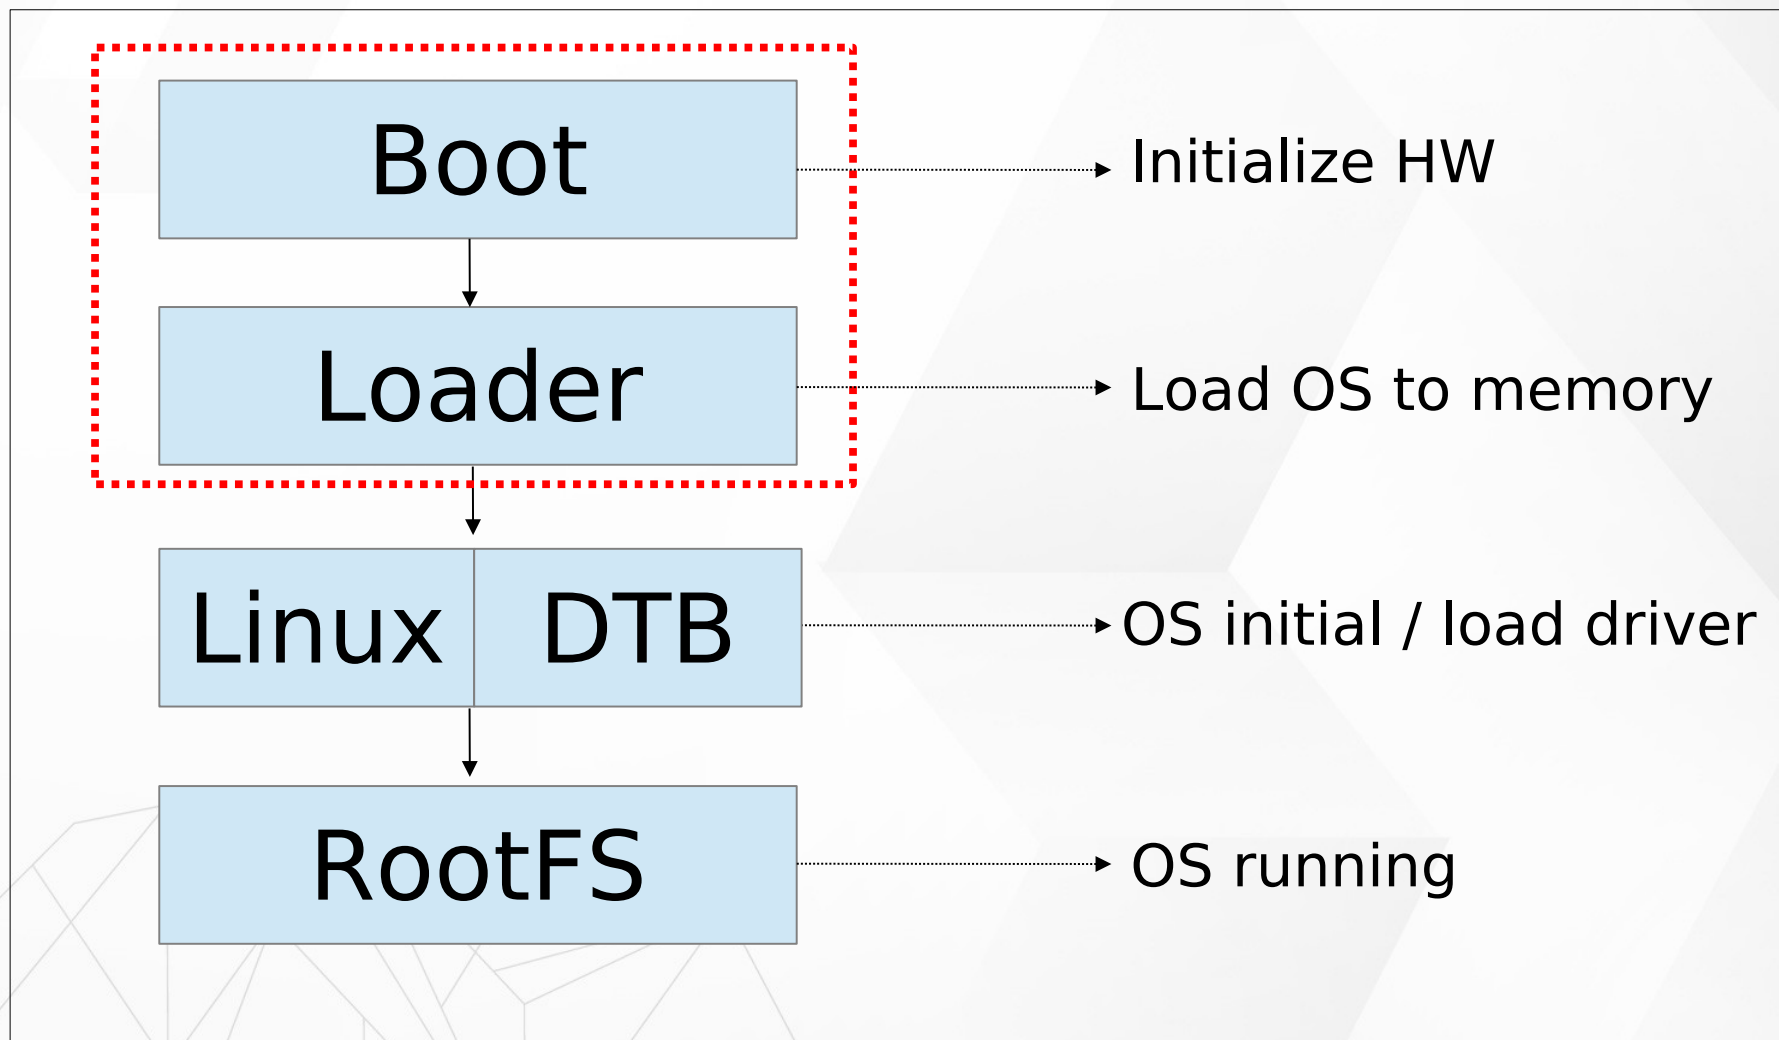 Boot
Initialize HW
Loader
Load OS to memory
Linux DTB
OS initial / load driver
RootFS
OS running